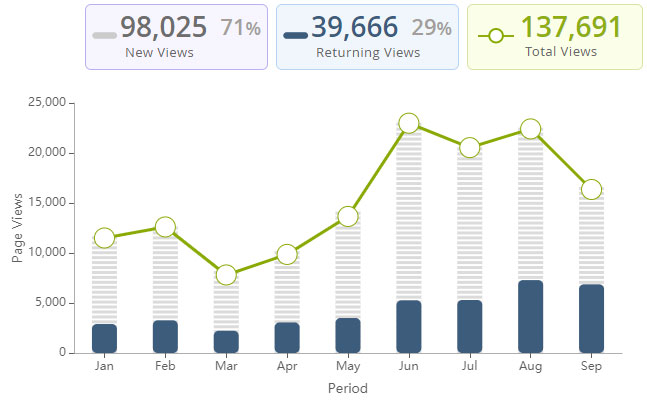 98,025 71%
New Views
39,666 29%
Returning Views
137,691
Total Views
25,000
20,000
15,000
10,000
5,000
0
Page Views
Jan Feb Mar Apr May Jun Jul Aug Sep
Period